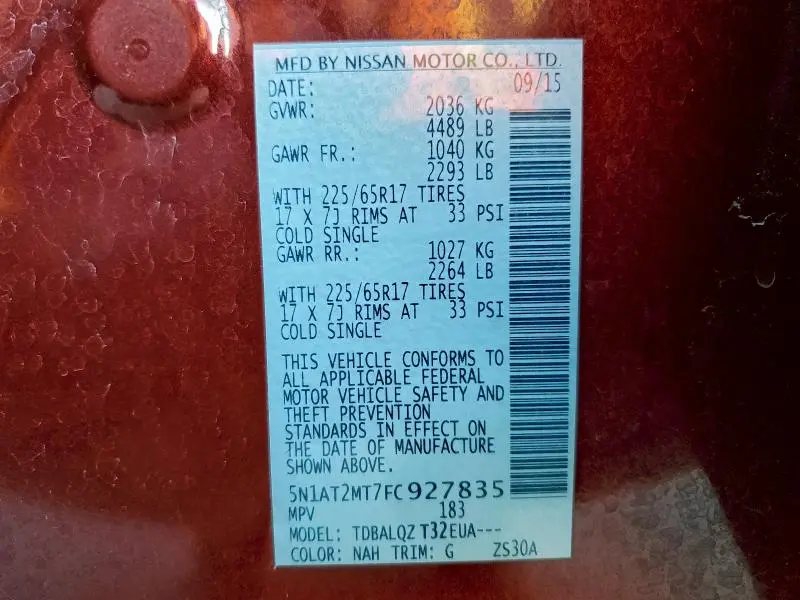 MFD BY NISSAN MOTOR CO., LTD.
DATE: 09/15
GVWR: 2036 KG
4489 LB
GAWR FR.: 1040 KG
2293 LB
WITH 225/65R17 TIRES
17 X 7J RIMS AT 33 PSI
COLD SINGLE
GAWR RR.: 1027 KG
2264 LB
WITH 225/65R17 TIRES
17 X 7J RIMS AT 33 PSI
COLD SINGLE
THIS VEHICLE CONFORMS TO
ALL APPLICABLE FEDERAL
MOTOR VEHICLE SAFETY AND
THEFT PREVENTION
STANDARDS IN EFFECT ON
THE DATE OF MANUFACTURE
SHOWN ABOVE.
5N1AT2MT7FC927835
MPV 183
MODEL: TDBALQZ T32EUA---
COLOR: NAH TRIM: G ZS30A